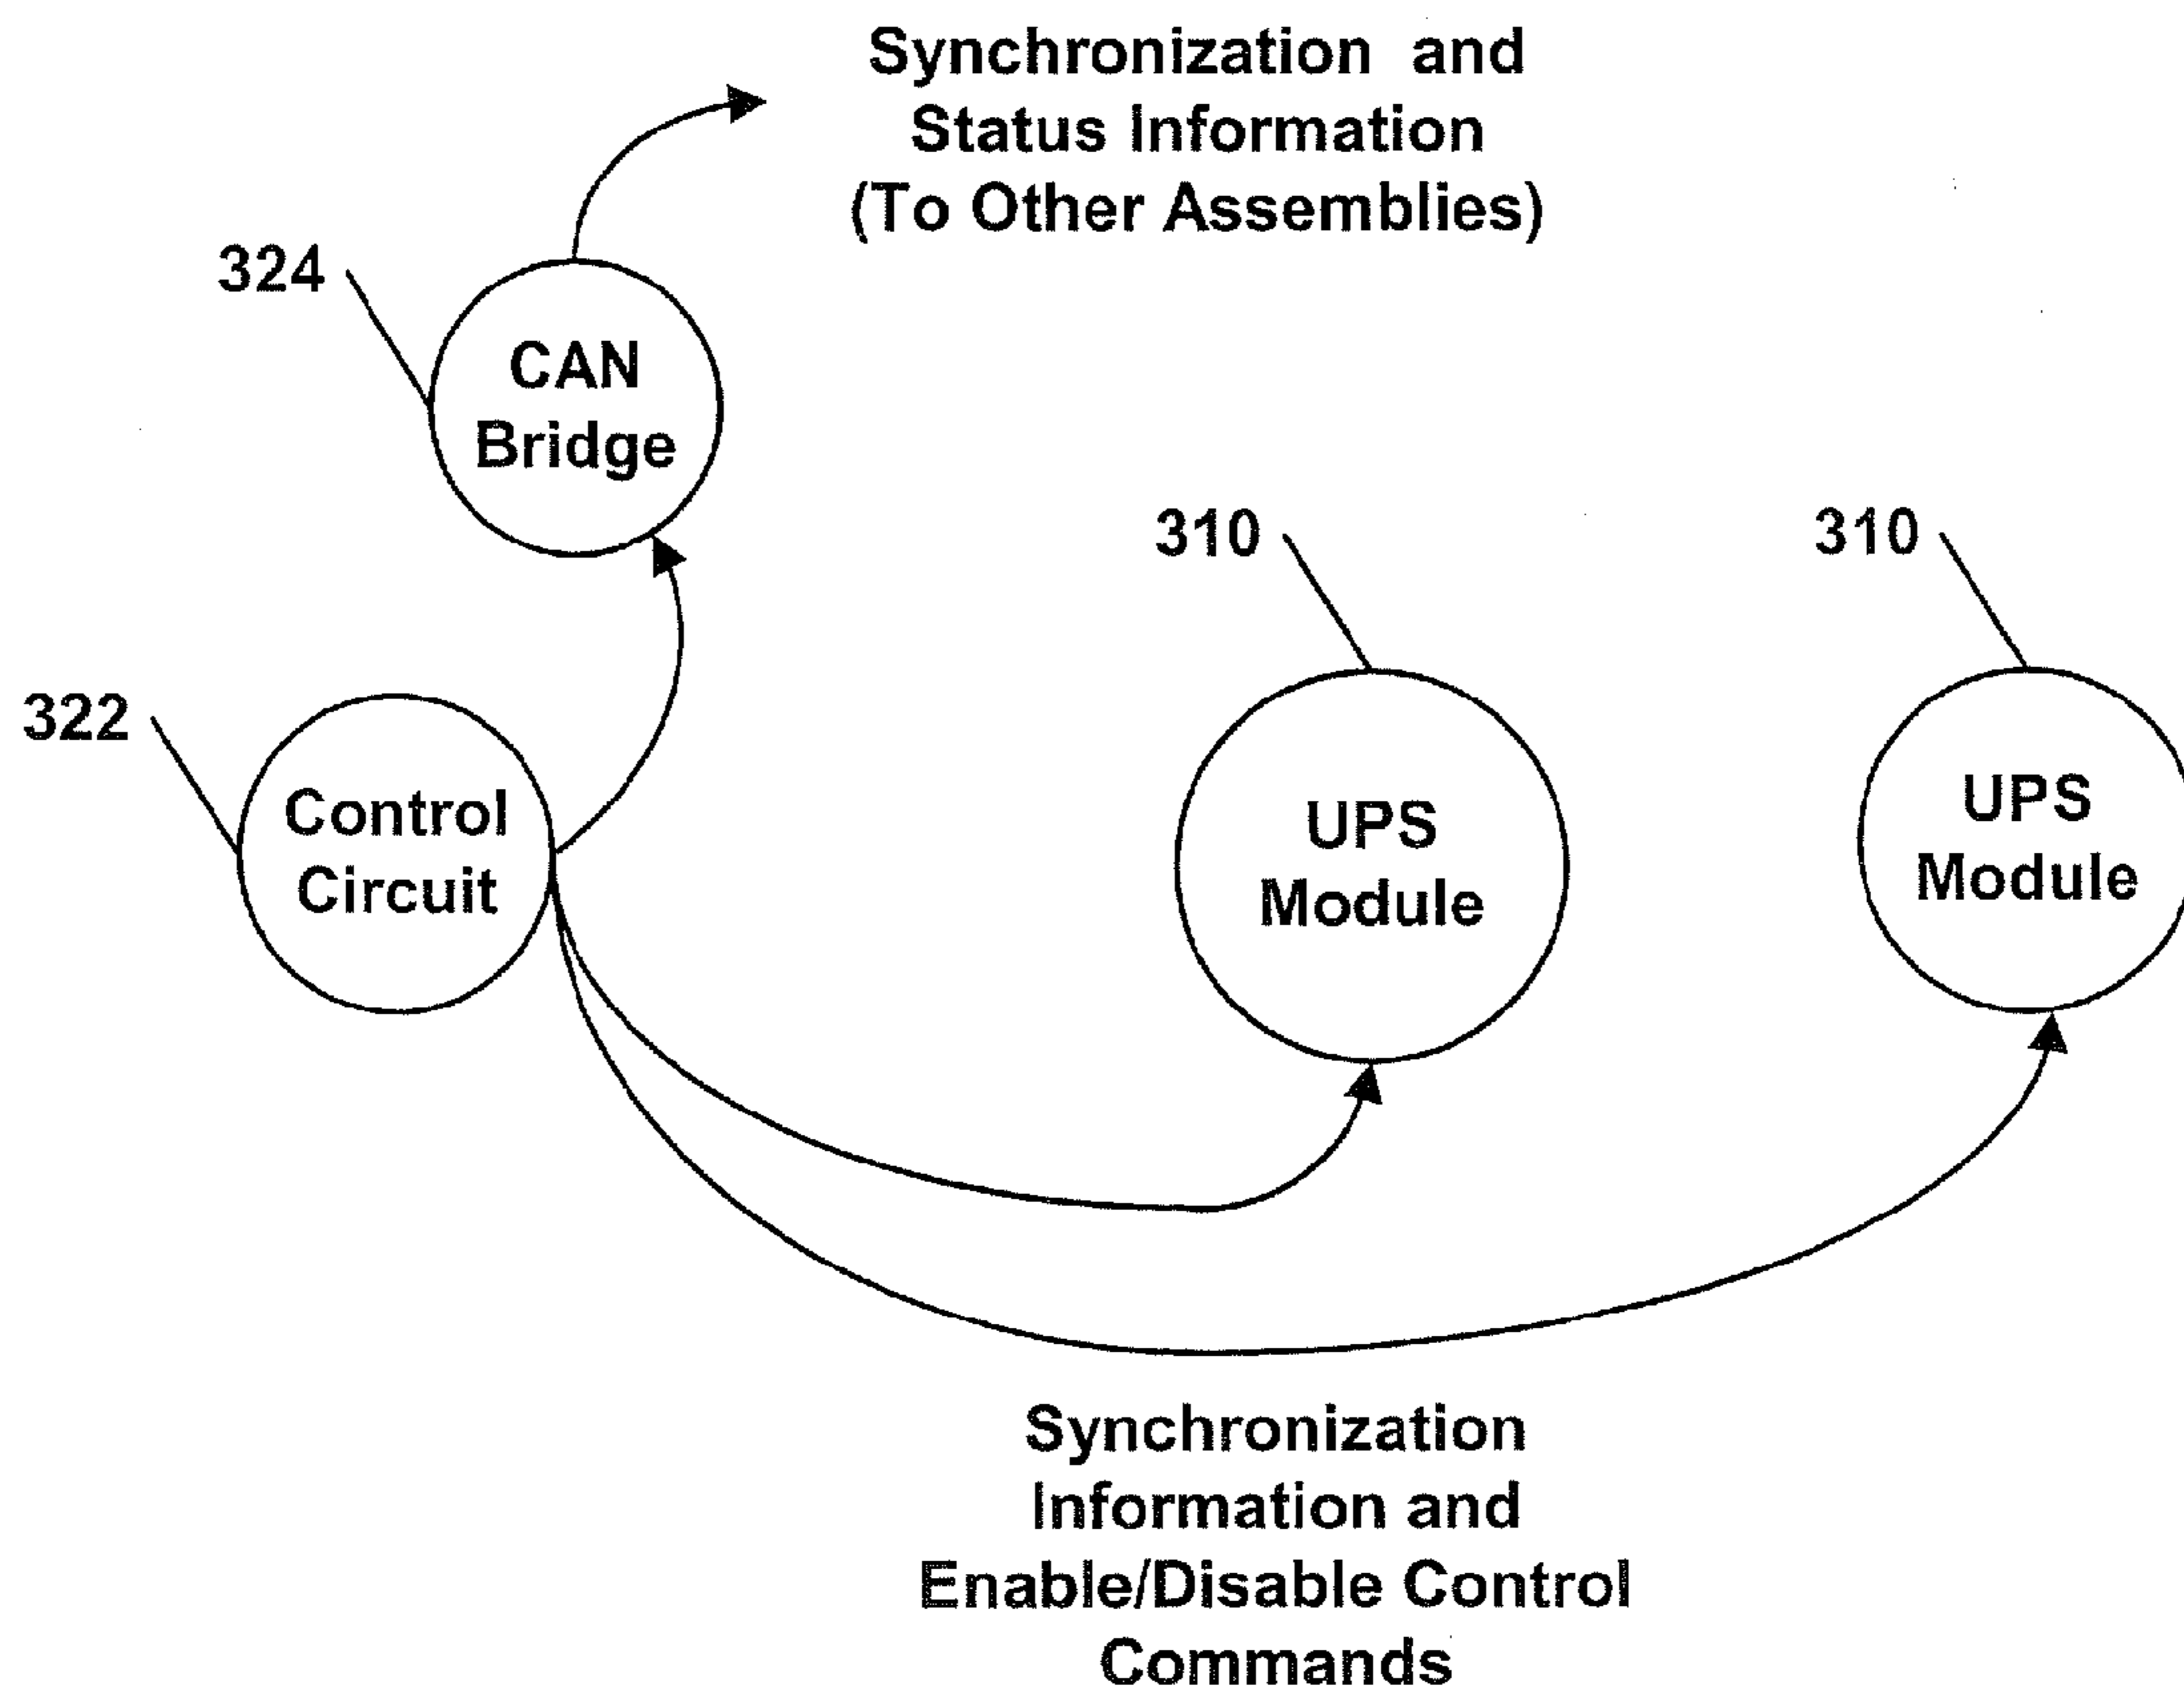 Synchronization and
Status Information
(To Other Assemblies)
324
CAN
Bridge
310
310
322
Control
Circuit
UPS
Module
UPS
Module
Synchronization
Information and
Enable/Disable Control
Commands